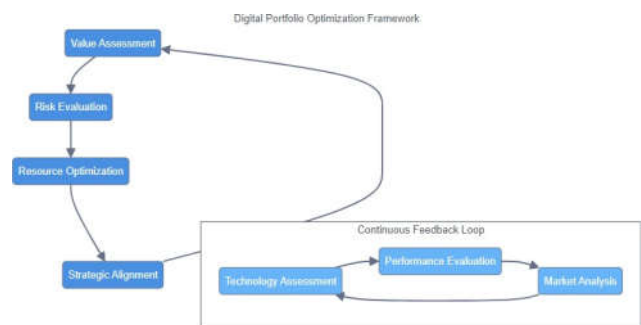 Digital Portfolio Optimization Framework
Value Assessment
Risk Evaluation
Resource Optimization
Strategic Alignment
Continuous Feedback Loop
Performance Evaluation
Technology Assessment
Market Analysis